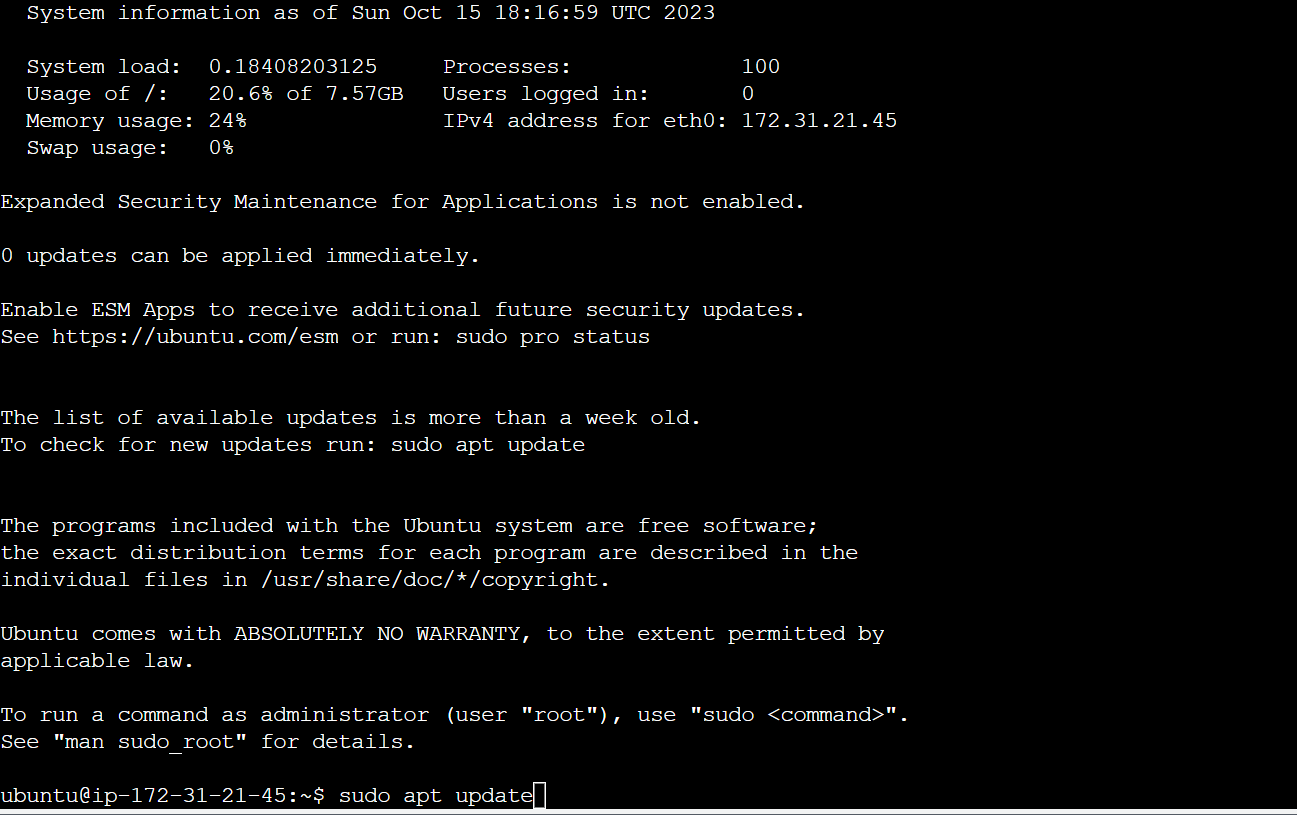 System information as of Sun Oct 15 18:16:59 UTC 2023
System load:  0.18408203125     Processes:             100
Usage of /:   20.6% of 7.57GB   Users logged in:       0
Memory usage: 24%               IPv4 address for eth0: 172.31.21.45
Swap usage:   0%
Expanded Security Maintenance for Applications is not enabled.
0 updates can be applied immediately.
Enable ESM Apps to receive additional future security updates.
See https://ubuntu.com/esm or run: sudo pro status
The list of available updates is more than a week old.
To check for new updates run: sudo apt update
The programs included with the Ubuntu system are free software;
the exact distribution terms for each program are described in the
individual files in /usr/share/doc/*/copyright.
Ubuntu comes with ABSOLUTELY NO WARRANTY, to the extent permitted by
applicable law.
To run a command as administrator (user "root"), use "sudo <command>".
See "man sudo_root" for details.
ubuntu@ip-172-31-21-45:~$ sudo apt update